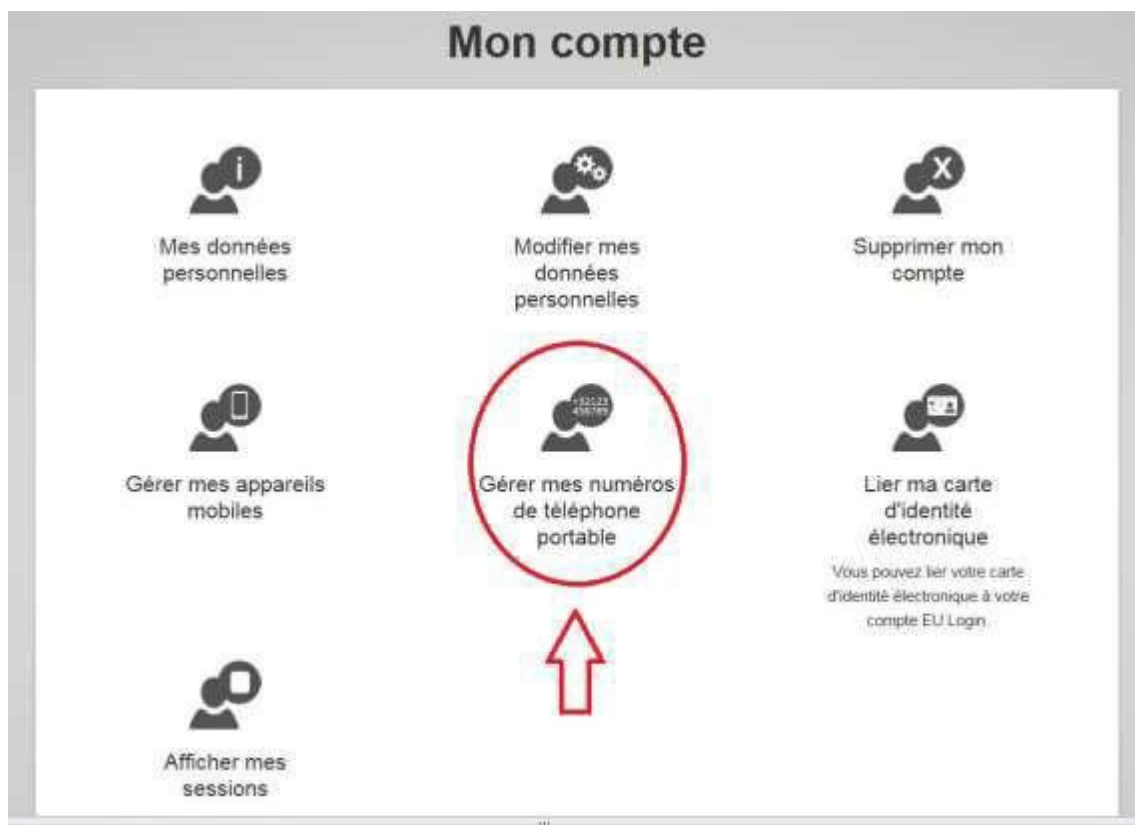 Mon compte
i
X
Mes données
personnelles
Modifier mes
données
personnelles
Supprimer mon
compte
+32123
456789
Gérer mes appareils
mobiles
Gérer mes numéros
de téléphone
portable
Lier ma carte
d'identité
électronique
Vous pouvez lier votre carte
d'identité électronique à votre
compte EU Login
Afficher mes
sessions